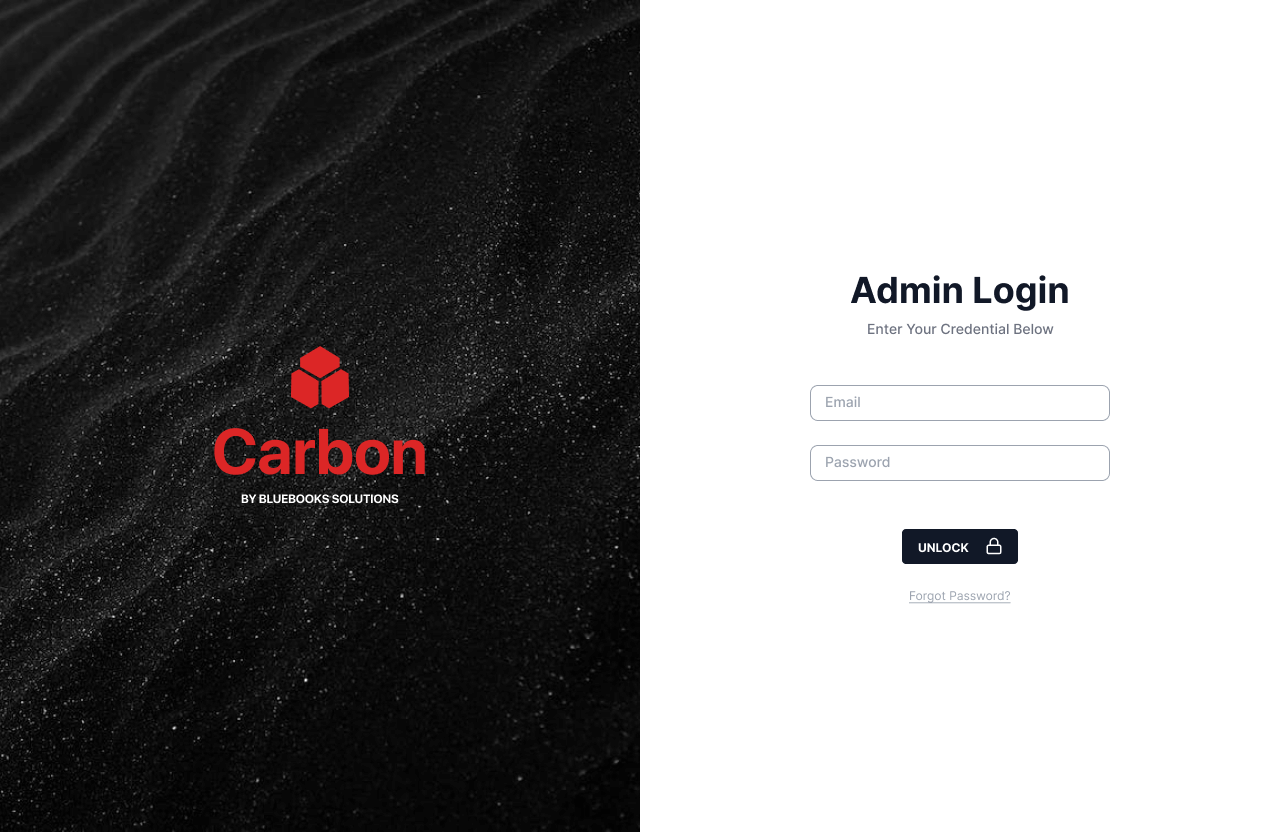 Carbon
BY BLUEBOOKS SOLUTIONS
Admin Login
Enter Your Credential Below
Email
Password
UNLOCK
Forgot Password?